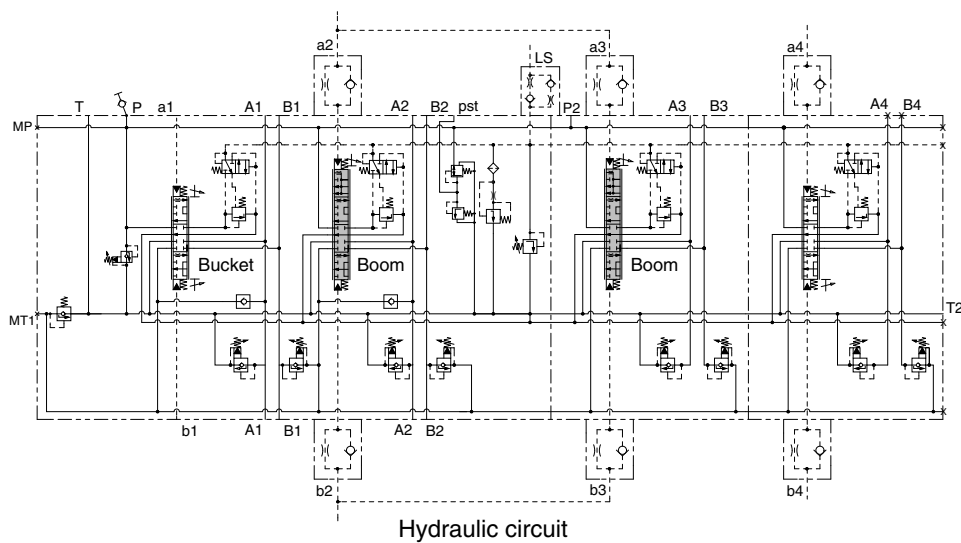 a2 a3 a4
LS
T P a1 A1 B1 A2 B2 pst P2 A3 B3 A4 B4
MP
Bucket Boom Boom
MT1 T2
b1 A1 B1 A2 B2
b2 b3 b4
Hydraulic circuit